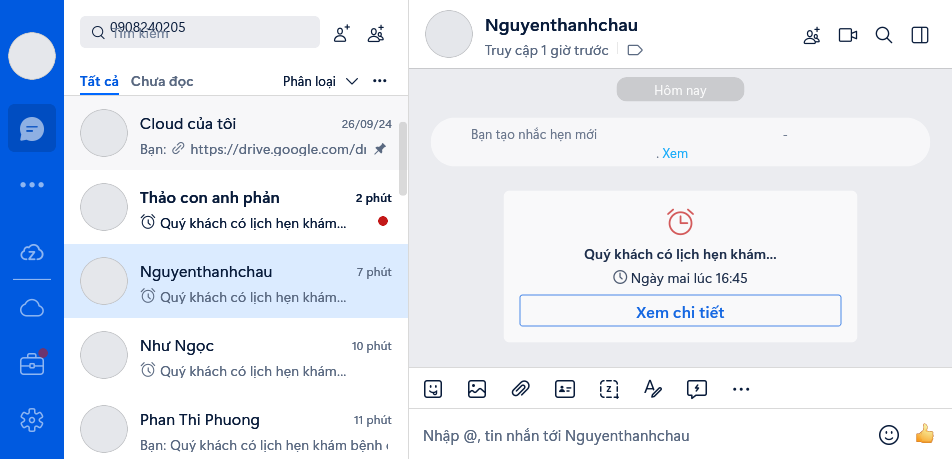 0908240205
Tìm kiếm
Tất cả
Chưa đọc
Phân loại
Cloud của tôi
26/09/24
Bạn: https://drive.google.com/dr
Thảo con anh phản
2 phút
Quý khách có lịch hẹn khám...
Nguyenthanhchau
7 phút
Quý khách có lịch hẹn khám...
Như Ngọc
10 phút
Quý khách có lịch hẹn khám...
Phan Thi Phuong
11 phút
Bạn: Quý khách có lịch hẹn khám bệnh
Nguyenthanhchau
Truy cập 1 giờ trước
Hôm nay
Bạn tạo nhắc hẹn mới -
. Xem
Quý khách có lịch hẹn khám...
Ngày mai lúc 16:45
Xem chi tiết
Nhập @, tin nhắn tới Nguyenthanhchau